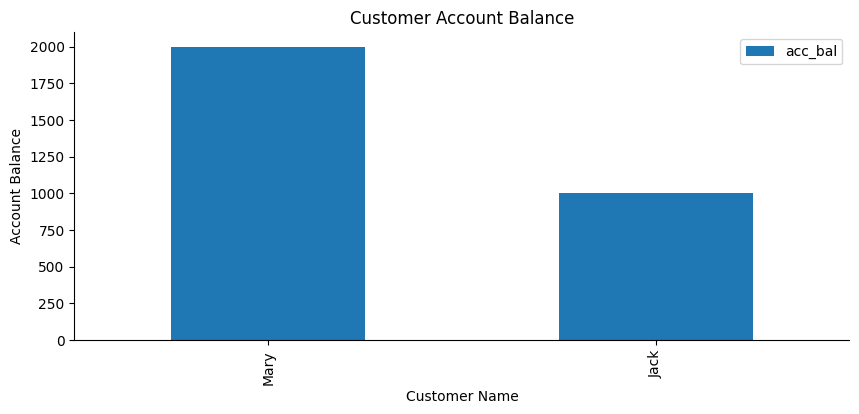 Customer Account Balance
acc_bal
Account Balance
2000
1750
1500
1250
1000
750
500
250
0
Mary
Jack
Customer Name